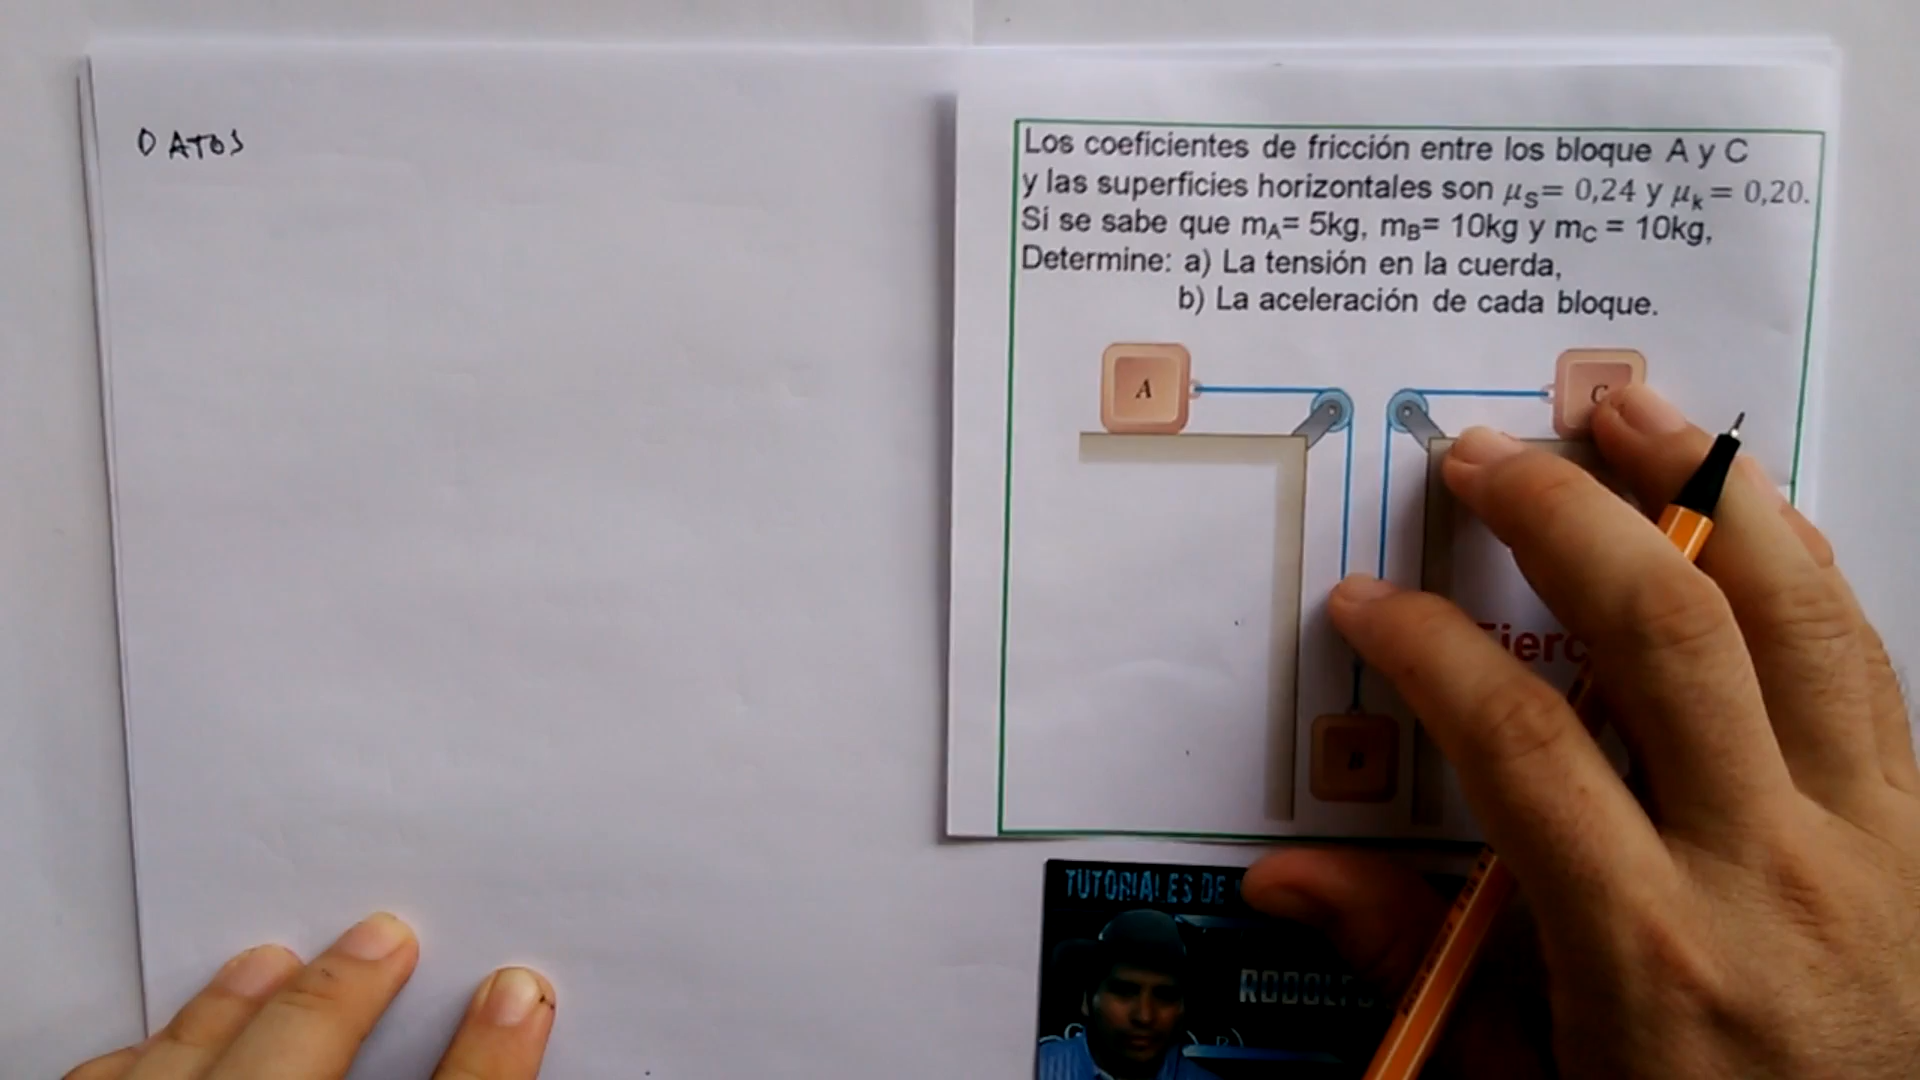 DATOS
Los coeficientes de fricción entre los bloque A y C
y las superficies horizontales son μs= 0,24 y μk= 0,20.
Si se sabe que mA= 5kg, mB= 10kg y mC = 10kg,
Determine: a) La tensión en la cuerda,
b) La aceleración de cada bloque.
A
C
B
TUTORIALES DE